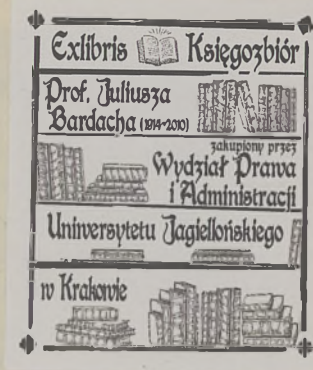 Exlibris Księgozbiór
Prof. Juliusza
Bardacha (1914-2010)
zakupiony przez
Wydział Prawa
i Administracji
Uniwersytetu Jagiellońskiego
w Krakowie